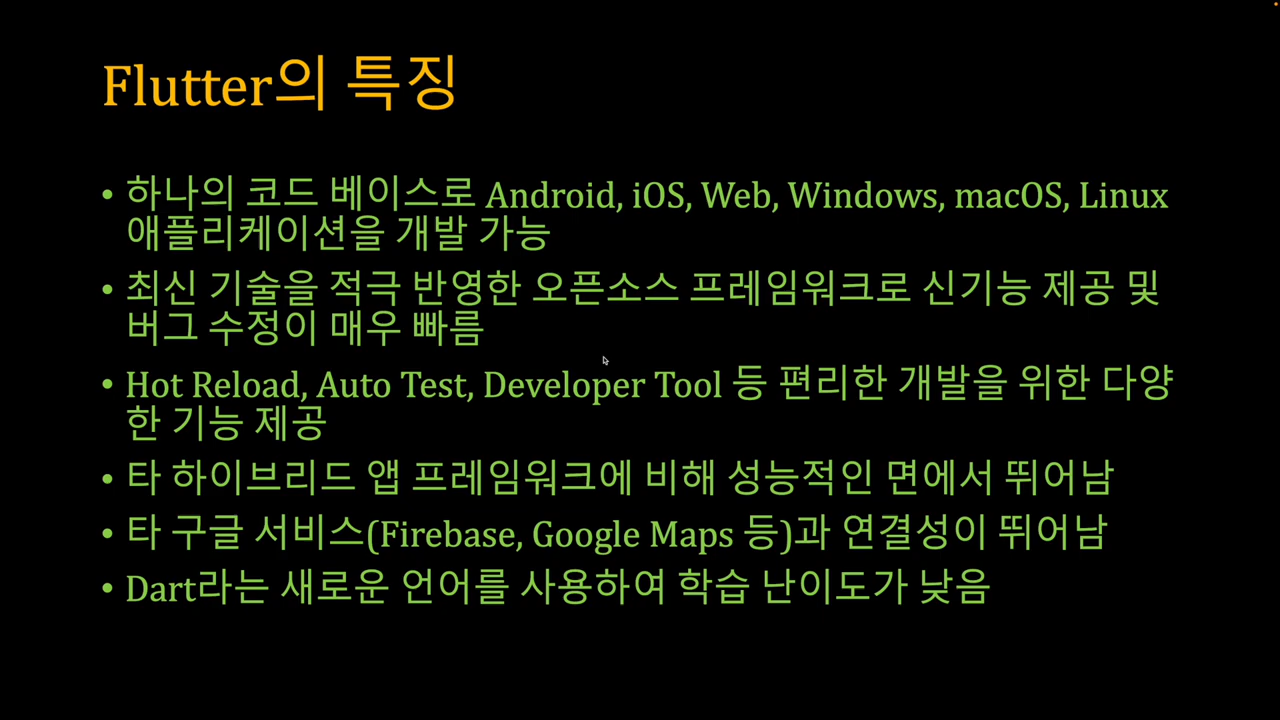 Flutter의 특징
• 하나의 코드 베이스로 Android, iOS, Web, Windows, macOS, Linux
애플리케이션을 개발 가능
• 최신 기술을 적극 반영한 오픈소스 프레임워크로 신기능 제공 및
버그 수정이 매우 빠름
• Hot Reload, Auto Test, Developer Tool 등 편리한 개발을 위한 다양
한 기능 제공
• 타 하이브리드 앱 프레임워크에 비해 성능적인 면에서 뛰어남
• 타 구글 서비스(Firebase, Google Maps 등)과 연결성이 뛰어남
• Dart라는 새로운 언어를 사용하여 학습 난이도가 낮음